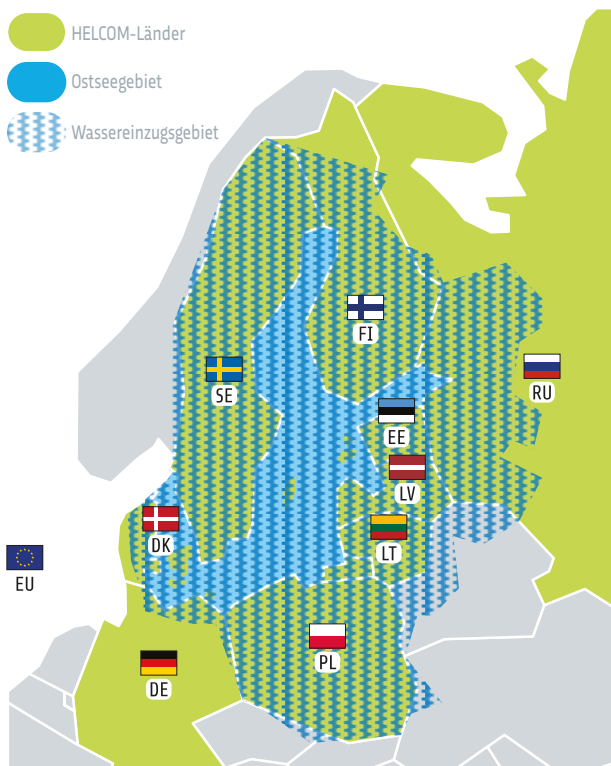 HELCOM-Länder
Ostseegebiet
Wassereinzugsgebiet
FI
SE
RU
EE
LV
DK
LT
EU
PL
DE